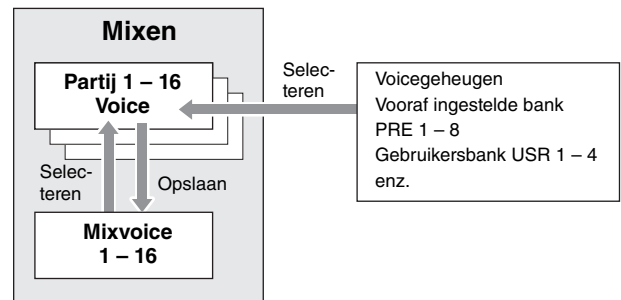 Mixen
Partij 1 – 16
Voice
Selec-
teren
Voicegeheugen
Vooraf ingestelde bank
PRE 1 – 8
Gebruikersbank USR 1 – 4
enz.
Selec-
teren
Opslaan
Mixvoice
1 – 16